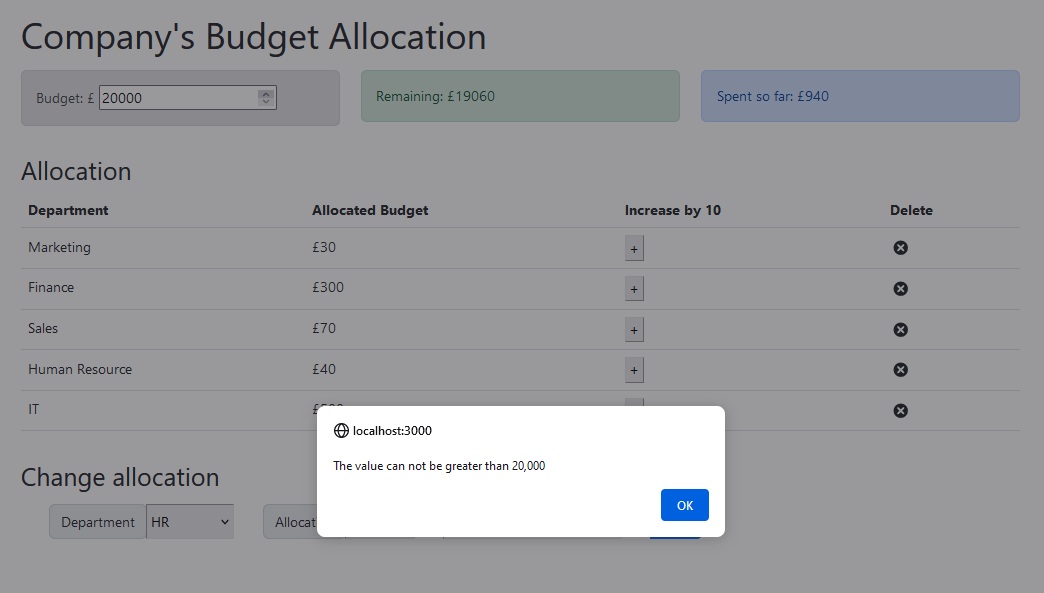 Company's Budget Allocation
Budget: £ 20000
Remaining: £19060
Spent so far: £940
Allocation
Department Allocated Budget Increase by 10 Delete
Marketing £30 +
Finance £300 +
Sales £70 +
Human Resource £40 +
IT
localhost:3000
The value can not be greater than 20,000
OK
Change allocation
Department HR Allocat